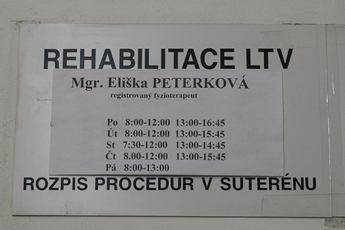 REHABILITACE LTV
Mgr. Eliška PETERKOVÁ
registrovaný fyzioterapeut
Po 8:00-12:00 13:00-16:45
Út 8:00-12:00 13:00-15:45
St 7:30-12:00 13:00-14:45
Čt 8.00-12:00 13:00-15:45
Pá 8:00-13:00
ROZPIS PROCEDUR V SUTERÉNU